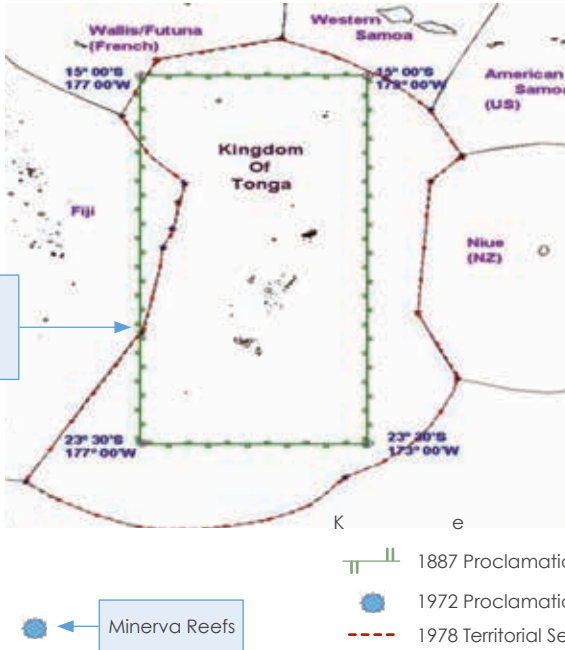 Wallis/Futuna
(French)
Western
Samoa
15° 00'S
177° 00'W
15° 00'S
173° 00'W
American
Samoa
(US)
Kingdom
Of
Tonga
Fiji
Niue
(NZ)
23° 30'S
177° 00'W
23° 30'S
173° 00'W
K e
1887 Proclamatio
1972 Proclamatio
Minerva Reefs
1978 Territorial Se